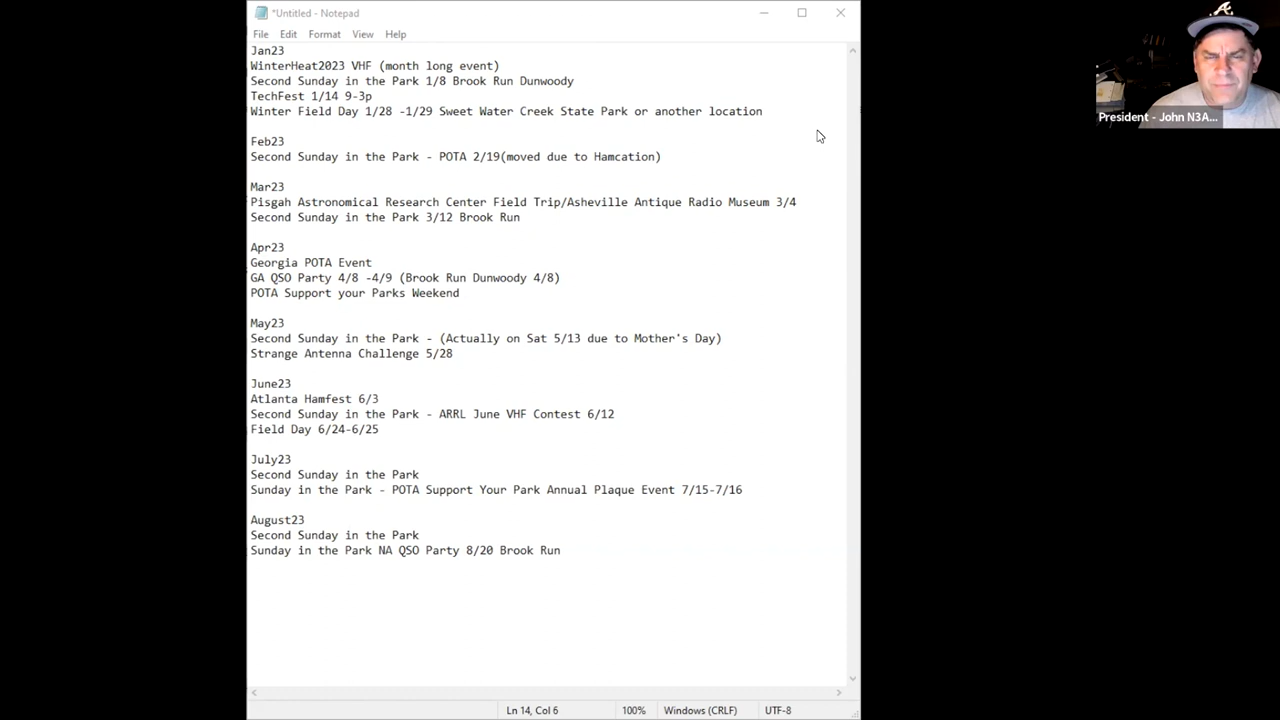 *Untitled - Notepad
File Edit Format View Help
Jan23
WinterHeat2023 VHF (month long event)
Second Sunday in the Park 1/8 Brook Run Dunwoody
TechFest 1/14 9-3p
Winter Field Day 1/28 -1/29 Sweet Water Creek State Park or another location
Feb23
Second Sunday in the Park - POTA 2/19(moved due to Hamcation)
Mar23
Pisgah Astronomical Research Center Field Trip/Asheville Antique Radio Museum 3/4
Second Sunday in the Park 3/12 Brook Run
Apr23
Georgia POTA Event
GA QSO Party 4/8 -4/9 (Brook Run Dunwoody 4/8)
POTA Support your Parks Weekend
May23
Second Sunday in the Park - (Actually on Sat 5/13 due to Mother's Day)
Strange Antenna Challenge 5/28
June23
Atlanta Hamfest 6/3
Second Sunday in the Park - ARRL June VHF Contest 6/12
Field Day 6/24-6/25
July23
Second Sunday in the Park
Sunday in the Park - POTA Support Your Park Annual Plaque Event 7/15-7/16
August23
Second Sunday in the Park
Sunday in the Park NA QSO Party 8/20 Brook Run
Ln 14, Col 6 100% Windows (CRLF) UTF-8
A
President - John N3A...